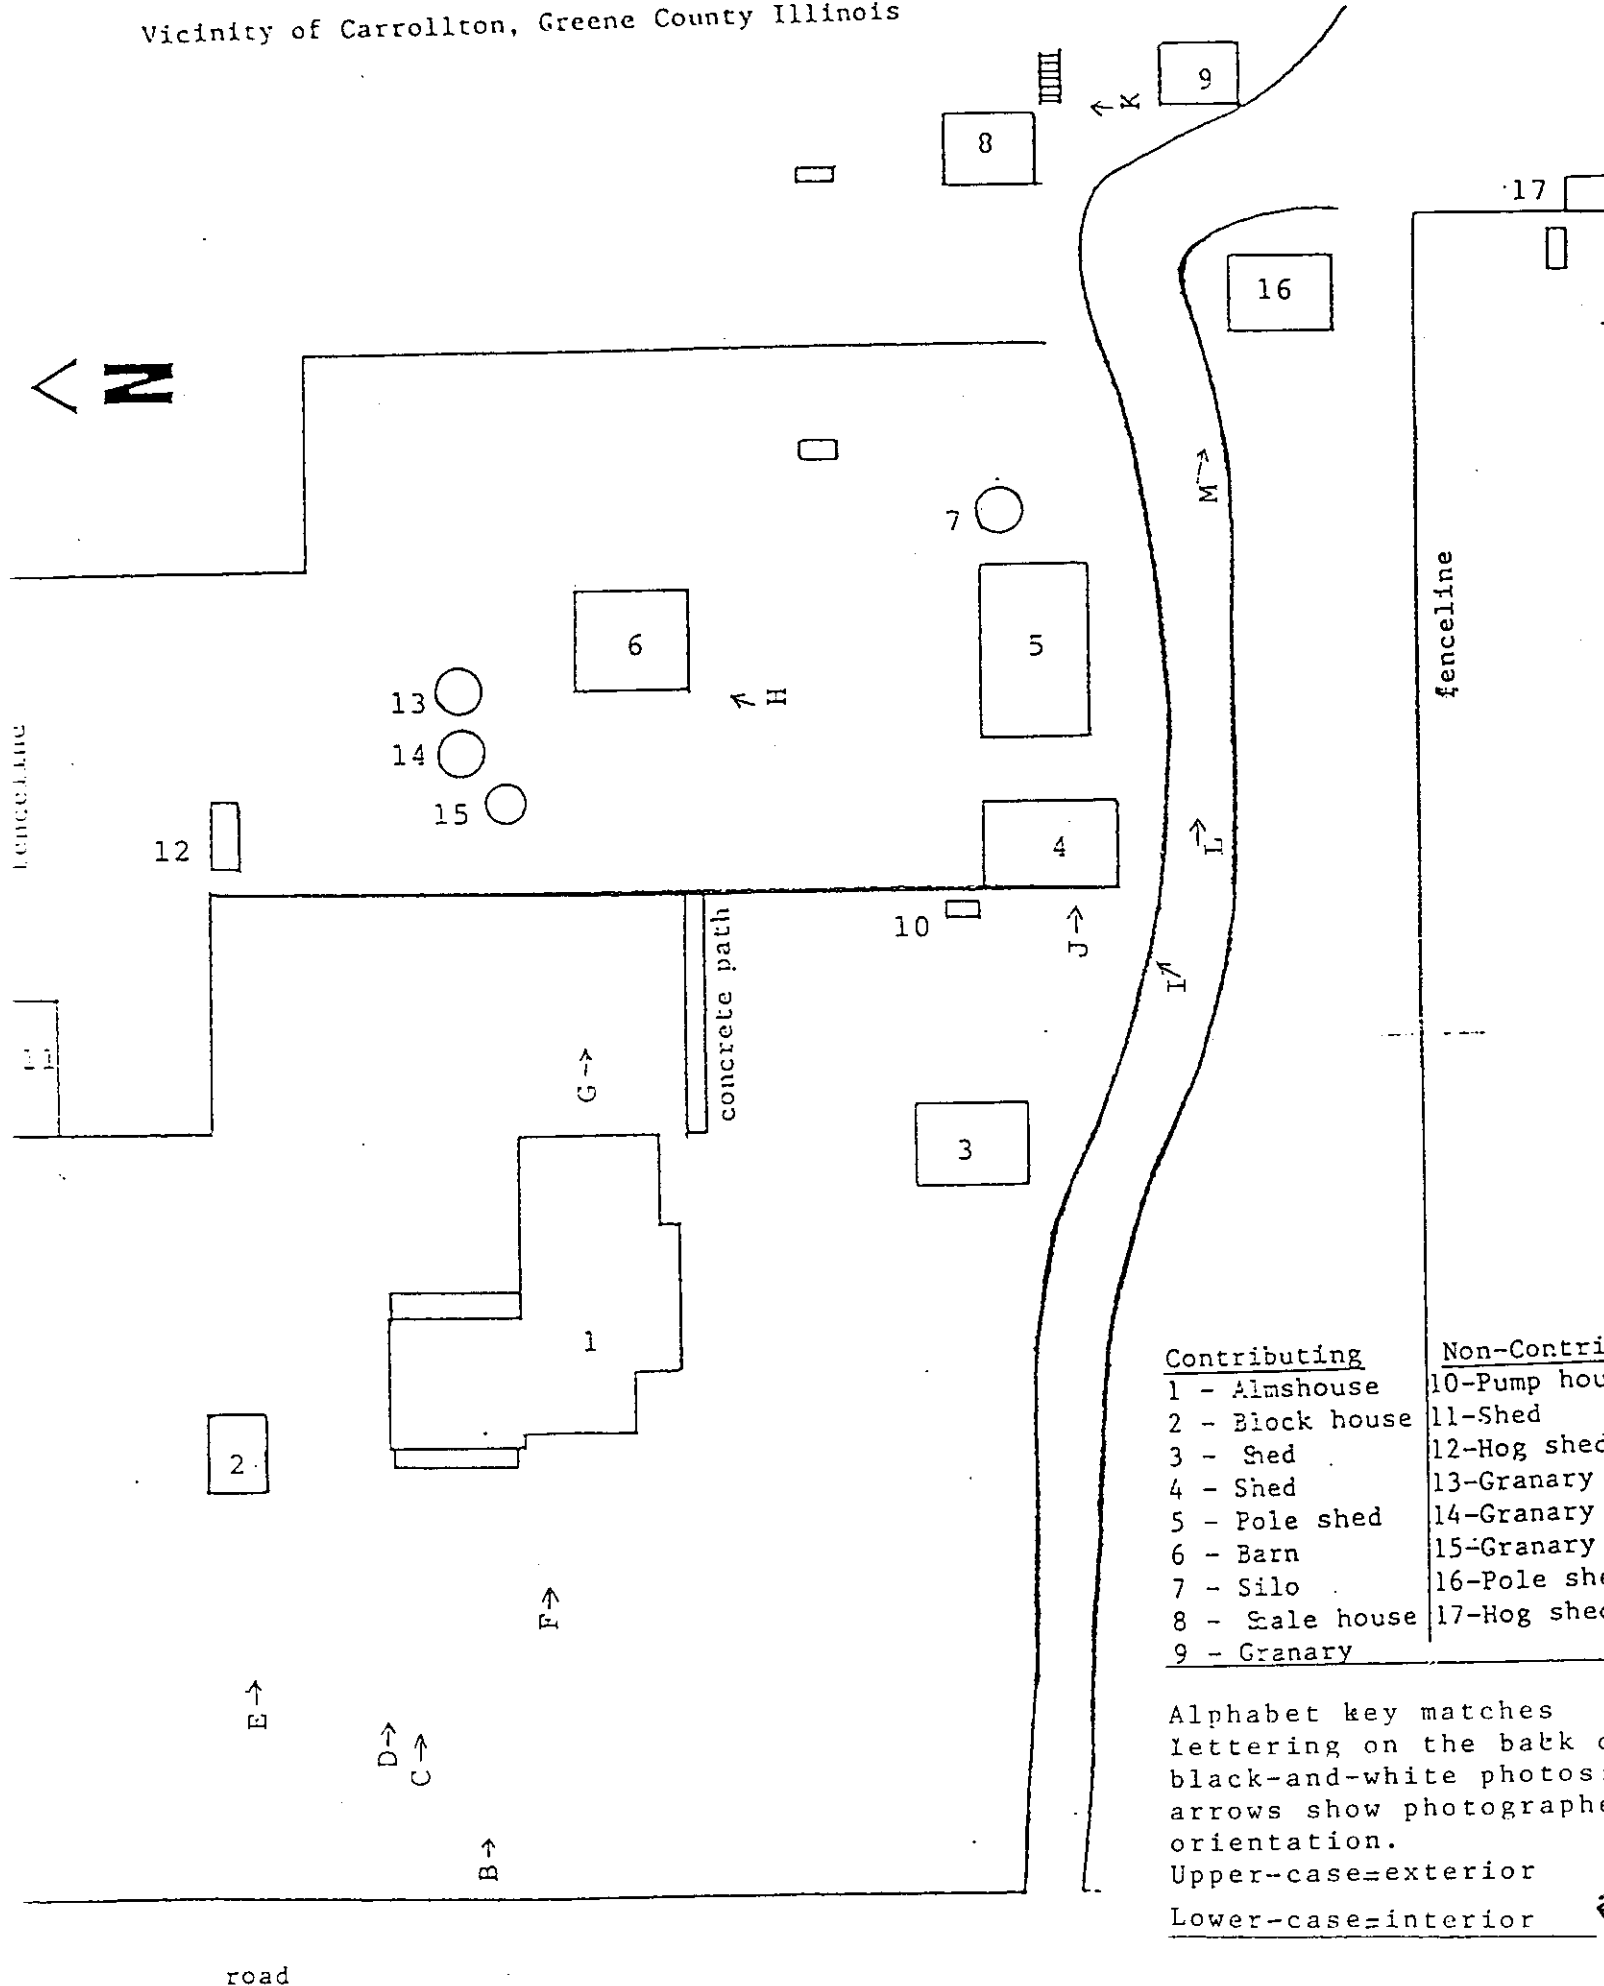 Vicinity of Carrollton, Greene County Illinois
9
K
8
17
16
N
M
7
fenceline
6
5
13
H
14
15
fenceline
12
4
L
10
J
concrete path
I
11
G
3
1
2
Contributing
1 - Almshouse
2 - Block house
3 - Shed
4 - Shed
5 - Pole shed
6 - Barn
7 - Silo
8 - Scale house
9 - Granary
Non-Contri
10-Pump hou
11-Shed
12-Hog shed
13-Granary
14-Granary
15-Granary
16-Pole she
17-Hog shed
F
E
D
C
B
Alphabet key matches
lettering on the back o
black-and-white photos
arrows show photographe
orientation.
Upper-case=exterior
Lower-case=interior
road